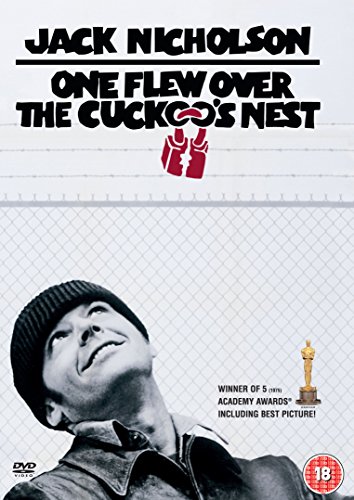 JACK NICHOLSON
ONE FLEW OVER
THE CUCKOO'S NEST
WINNER OF 5 (1975)
ACADEMY AWARDS®
INCLUDING BEST PICTURE!
DVD
VIDEO
18